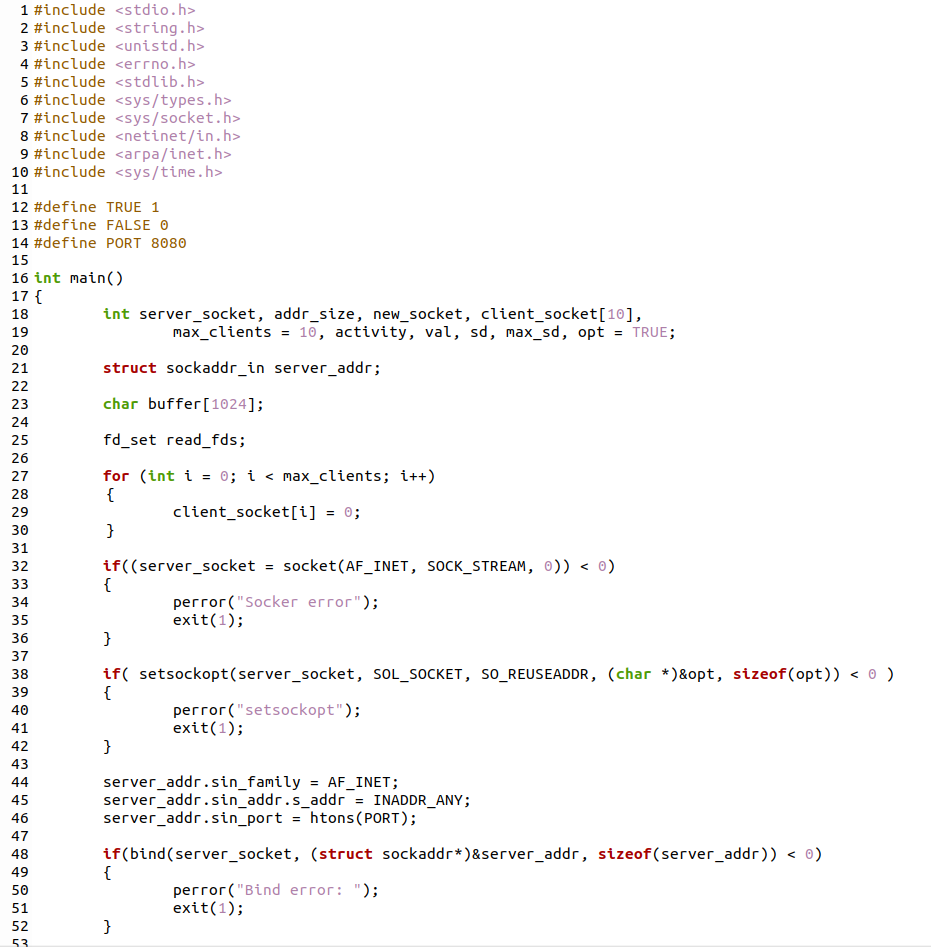 1 #include <stdio.h>
2 #include <string.h>
3 #include <unistd.h>
4 #include <errno.h>
5 #include <stdlib.h>
6 #include <sys/types.h>
7 #include <sys/socket.h>
8 #include <netinet/in.h>
9 #include <arpa/inet.h>
10 #include <sys/time.h>
11
12 #define TRUE 1
13 #define FALSE 0
14 #define PORT 8080
15
16 int main()
17 {
18         int server_socket, addr_size, new_socket, client_socket[10],
19                 max_clients = 10, activity, val, sd, max_sd, opt = TRUE;
20
21         struct sockaddr_in server_addr;
22
23         char buffer[1024];
24
25         fd_set read_fds;
26
27         for (int i = 0; i < max_clients; i++)
28         {
29                 client_socket[i] = 0;
30         }
31
32         if((server_socket = socket(AF_INET, SOCK_STREAM, 0)) < 0)
33         {
34                 perror("Socker error");
35                 exit(1);
36         }
37
38         if( setsockopt(server_socket, SOL_SOCKET, SO_REUSEADDR, (char *)&opt, sizeof(opt)) < 0 )
39         {
40                 perror("setsockopt");
41                 exit(1);
42         }
43
44         server_addr.sin_family = AF_INET;
45         server_addr.sin_addr.s_addr = INADDR_ANY;
46         server_addr.sin_port = htons(PORT);
47
48         if(bind(server_socket, (struct sockaddr*)&server_addr, sizeof(server_addr)) < 0)
49         {
50                 perror("Bind error: ");
51                 exit(1);
52         }
53